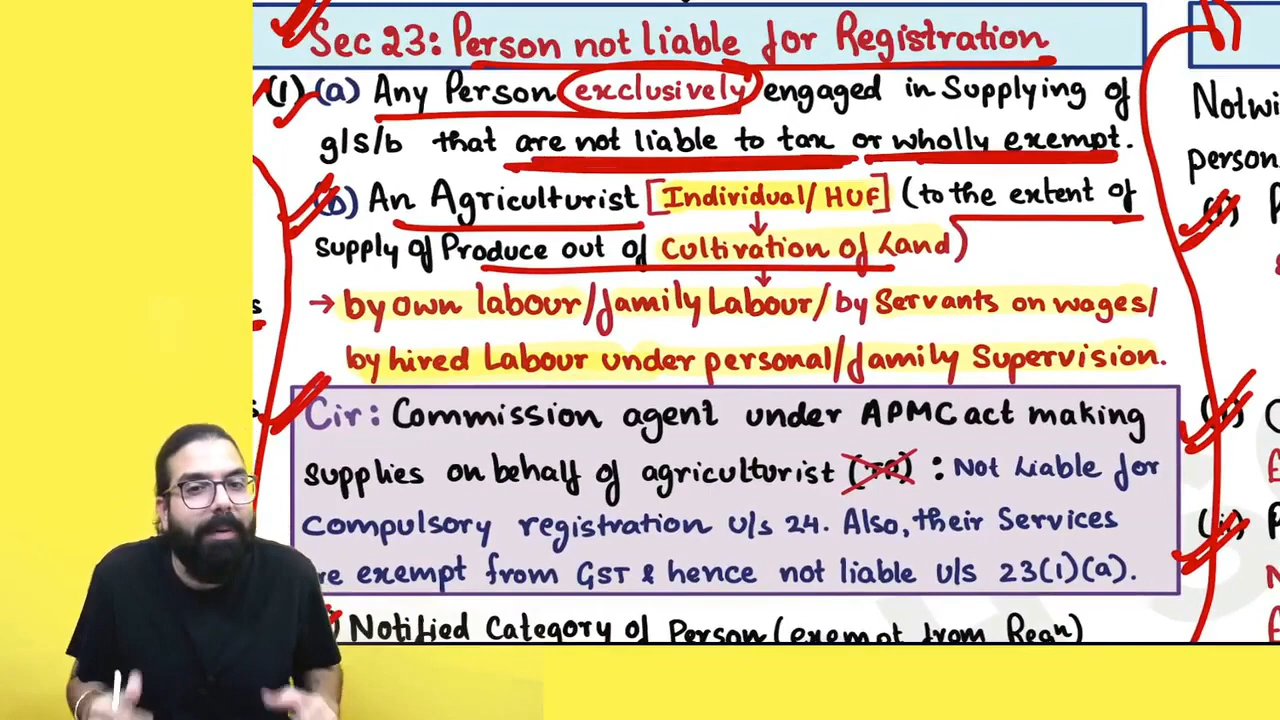 Sec 23: Person not liable for Registration
(1) (a) Any Person exclusively engaged in Supplying of
g/s/b that are not liable to tax or wholly exempt.
(b) An Agriculturist [Individual/HUF] (to the extent of
supply of Produce out of Cultivation of Land)
→ by own labour/family Labour/by Servants on wages/
by hired Labour under personal/family Supervision.
Cir: Commission agent under APMC act making
supplies on behalf of agriculturist : Not Liable for
compulsory registration u/s 24. Also, their Services
re exempt from GST & hence not liable u/s 23(1)(a).
Notified Category of Person (exempt from Regn)
Notwi
person